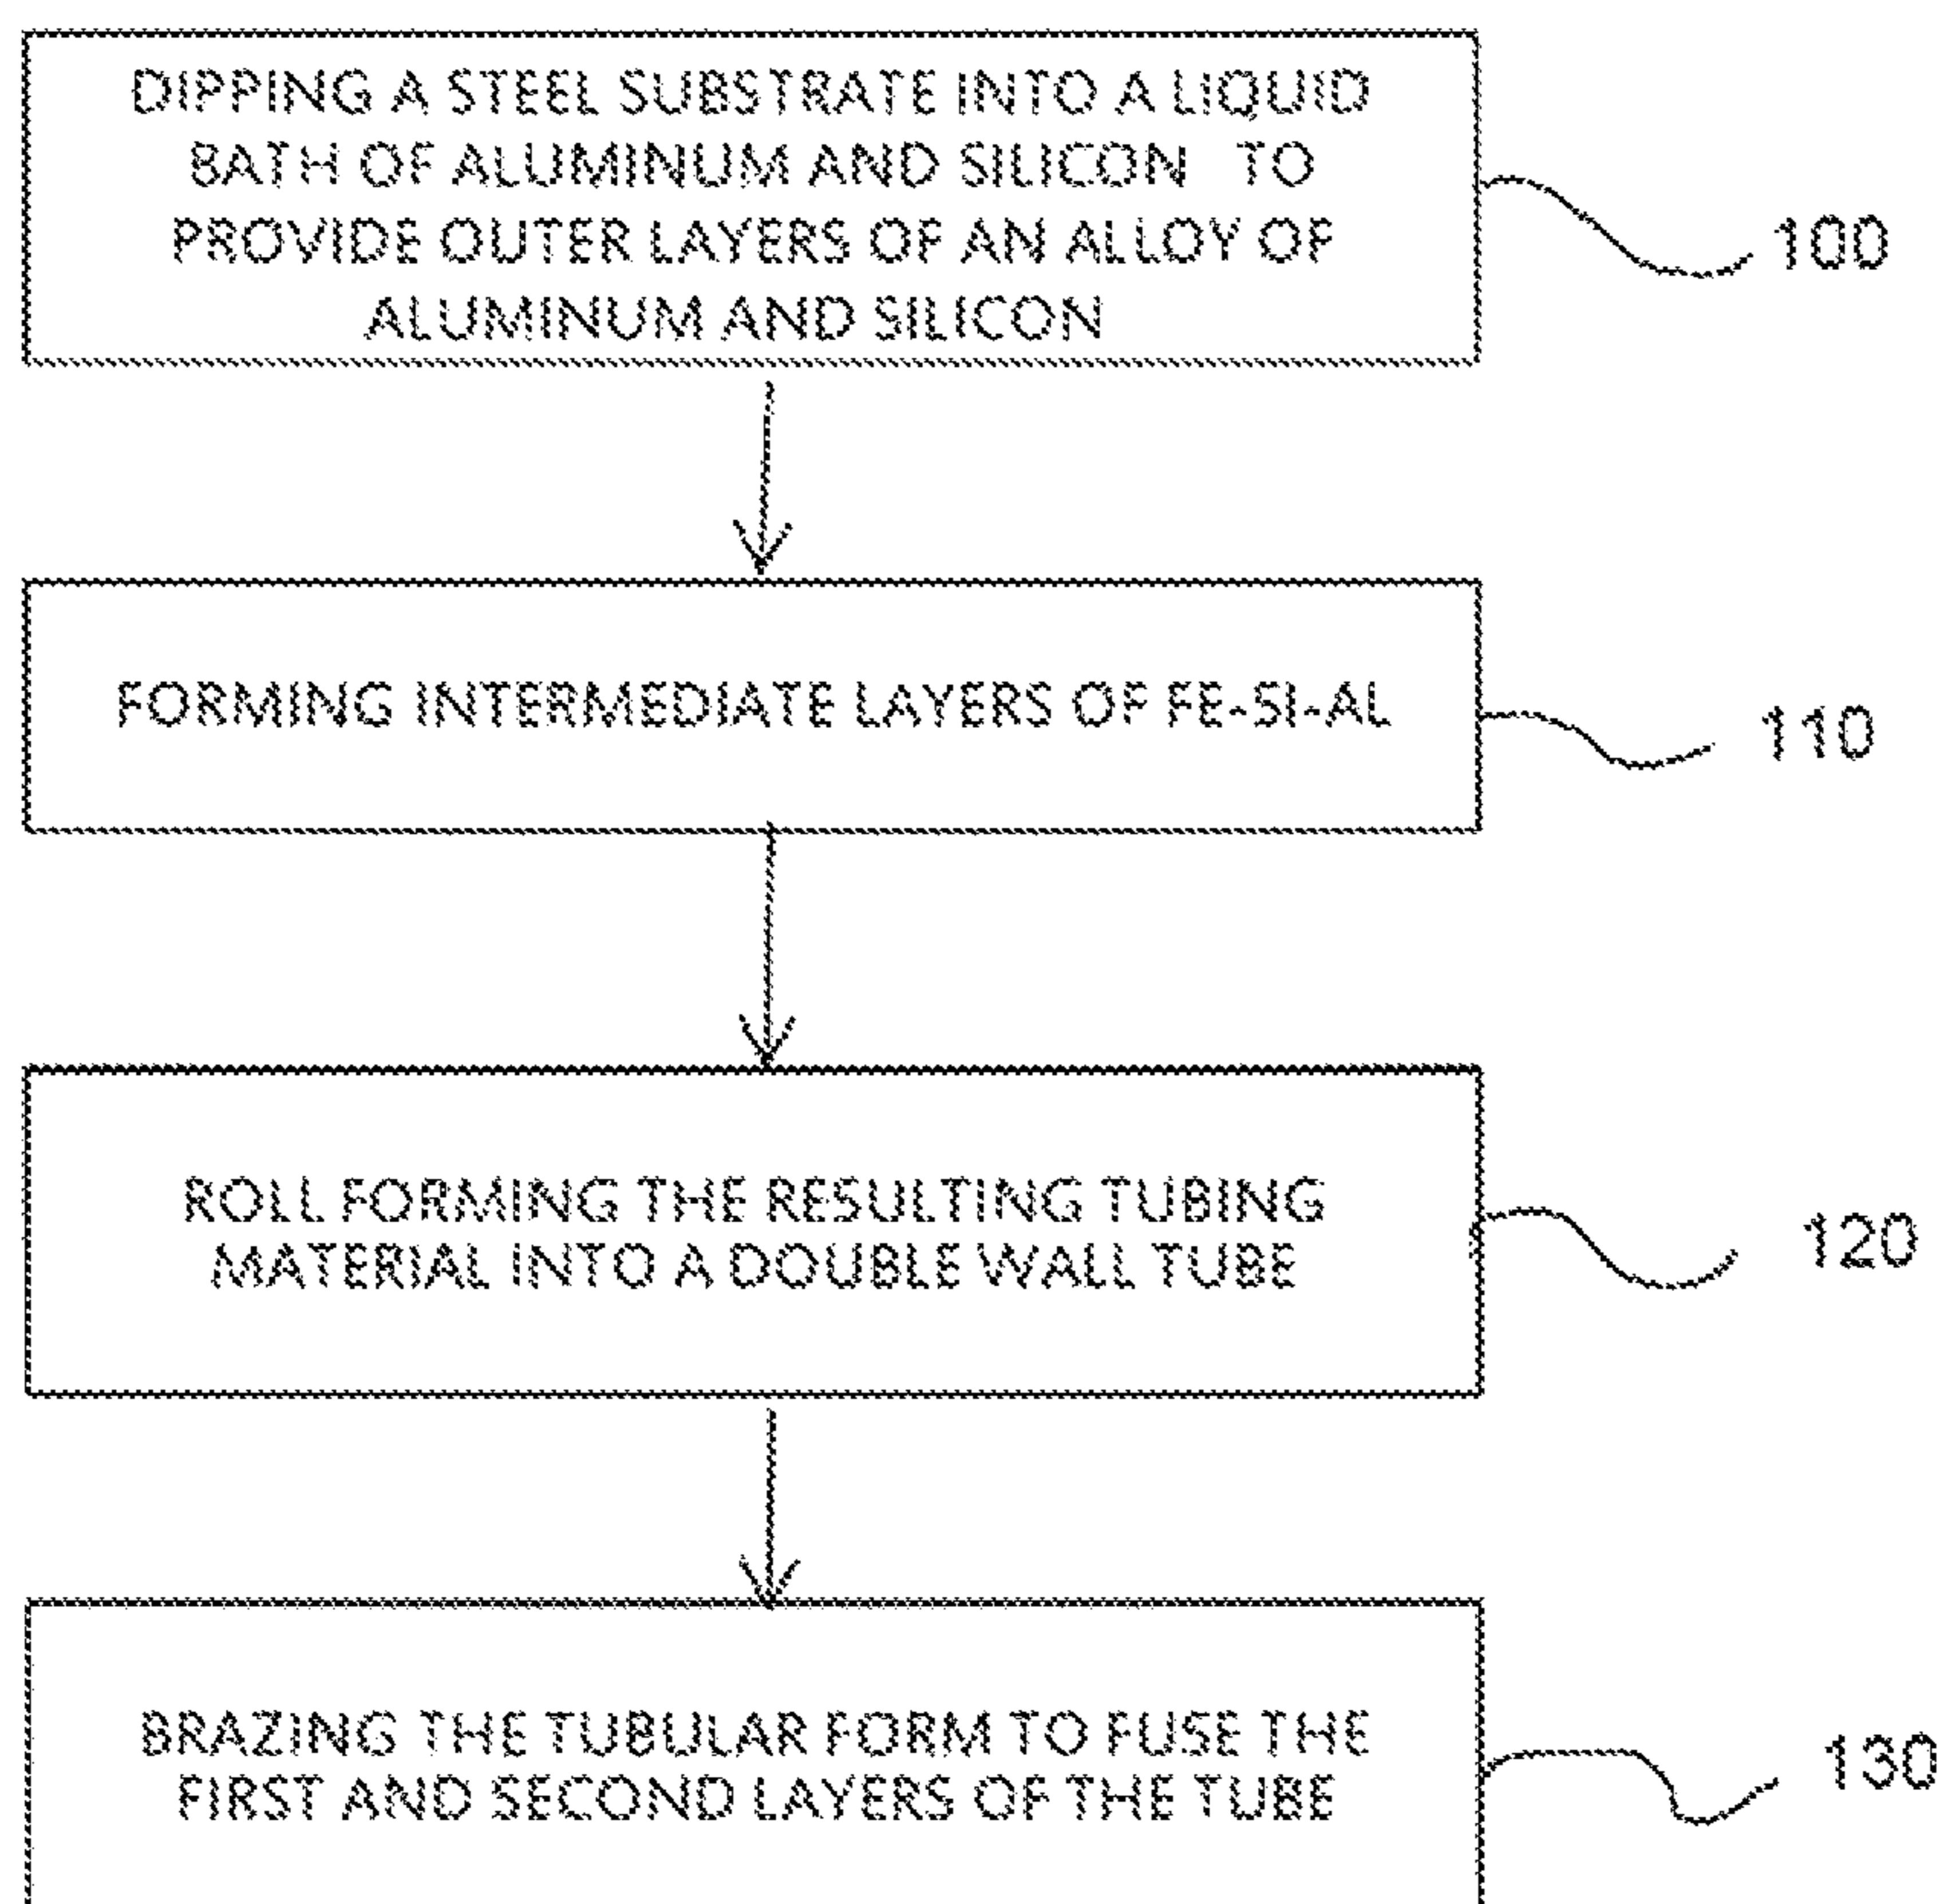 DIPPING A STEEL SUBSTRATE INTO A LIQUID
BATH OF ALUMINUM AND SILICON TO
PROVIDE OUTER LAYERS OF AN ALLOY OF
ALUMINUM AND SILICON
100
FORMING INTERMEDIATE LAYERS OF FE-SI-AL
110
ROLL FORMING THE RESULTING TUBING
MATERIAL INTO A DOUBLE WALL TUBE
120
BRAZING THE TUBULAR FORM TO FUSE THE
FIRST AND SECOND LAYERS OF THE TUBE
130